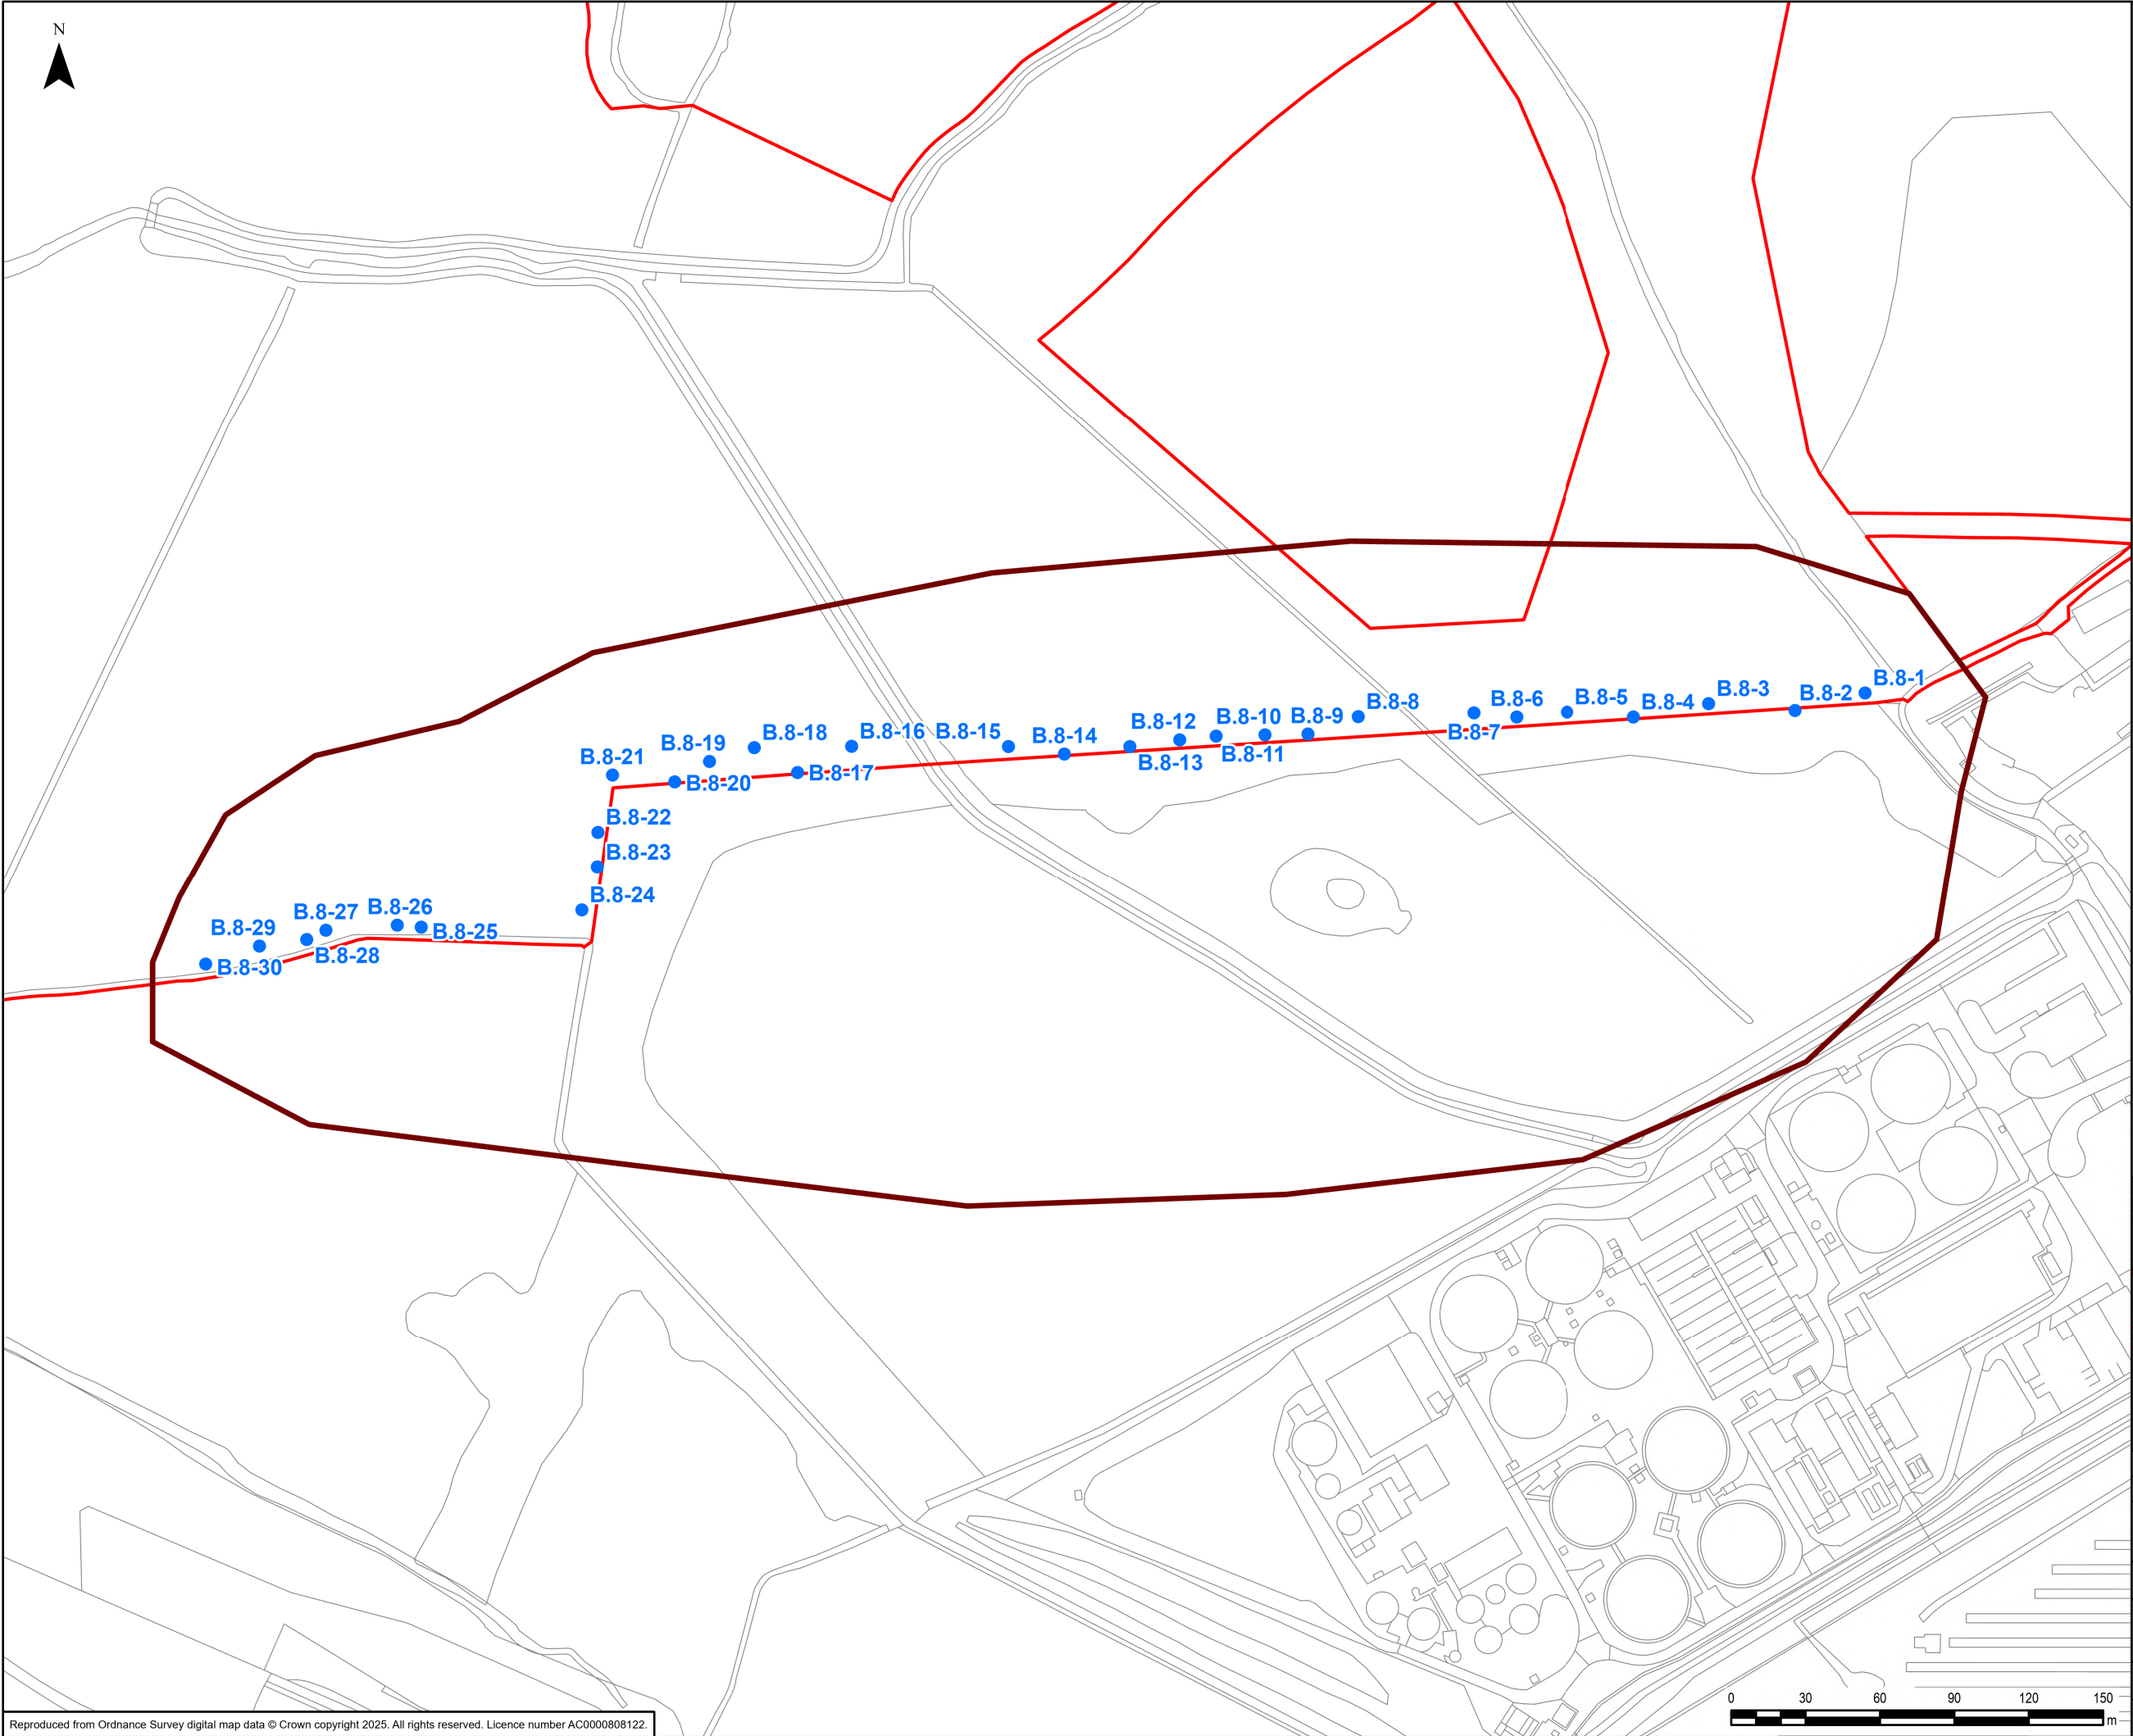 N
B.8-1
B.8-2
B.8-3
B.8-4
B.8-5
B.8-6
B.8-7
B.8-8
B.8-9
B.8-10
B.8-11
B.8-12
B.8-13
B.8-14
B.8-15
B.8-16
B.8-17
B.8-18
B.8-19
B.8-20
B.8-21
B.8-22
B.8-23
B.8-24
B.8-25
B.8-26
B.8-27
B.8-28
B.8-29
B.8-30
0 30 60 90 120 150
m
Reproduced from Ordnance Survey digital map data © Crown copyright 2025. All rights reserved. Licence number AC0000808122.